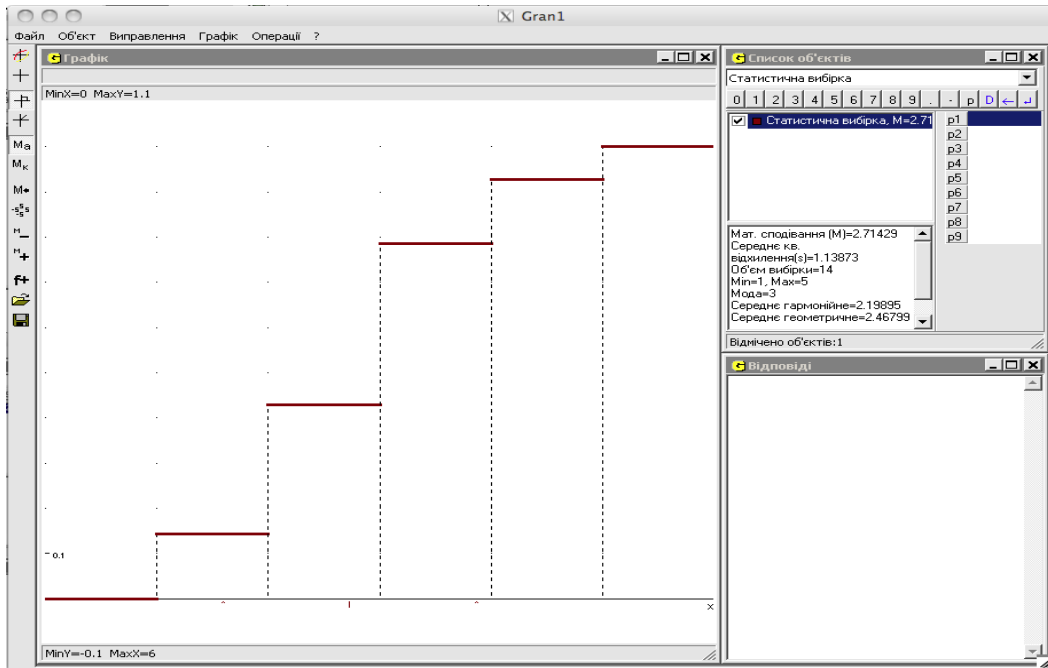 Gran1
Файл Об'єкт Виправлення Графік Операції ?
Графік
MinX=0 MaxY=1.1
0.1
x
MinY=-0.1 MaxX=6
Ma
Mк
M*
M
M+
f+
Список об'єктів
Статистична вибірка
0 1 2 3 4 5 6 7 8 9 . - p D ← ↲
Статистична вибірка, M=2.71
p1
p2
p3
p4
p5
p6
p7
p8
p9
Мат. сподівання (M)=2.71429
Середнє кв.
відхилення(s)=1.13873
Об'єм вибірки=14
Min=1, Max=5
Мода=3
Середнє гармонійне=2.19895
Середнє геометричне=2.46799
Відмічено об'єктів:1
Відповіді